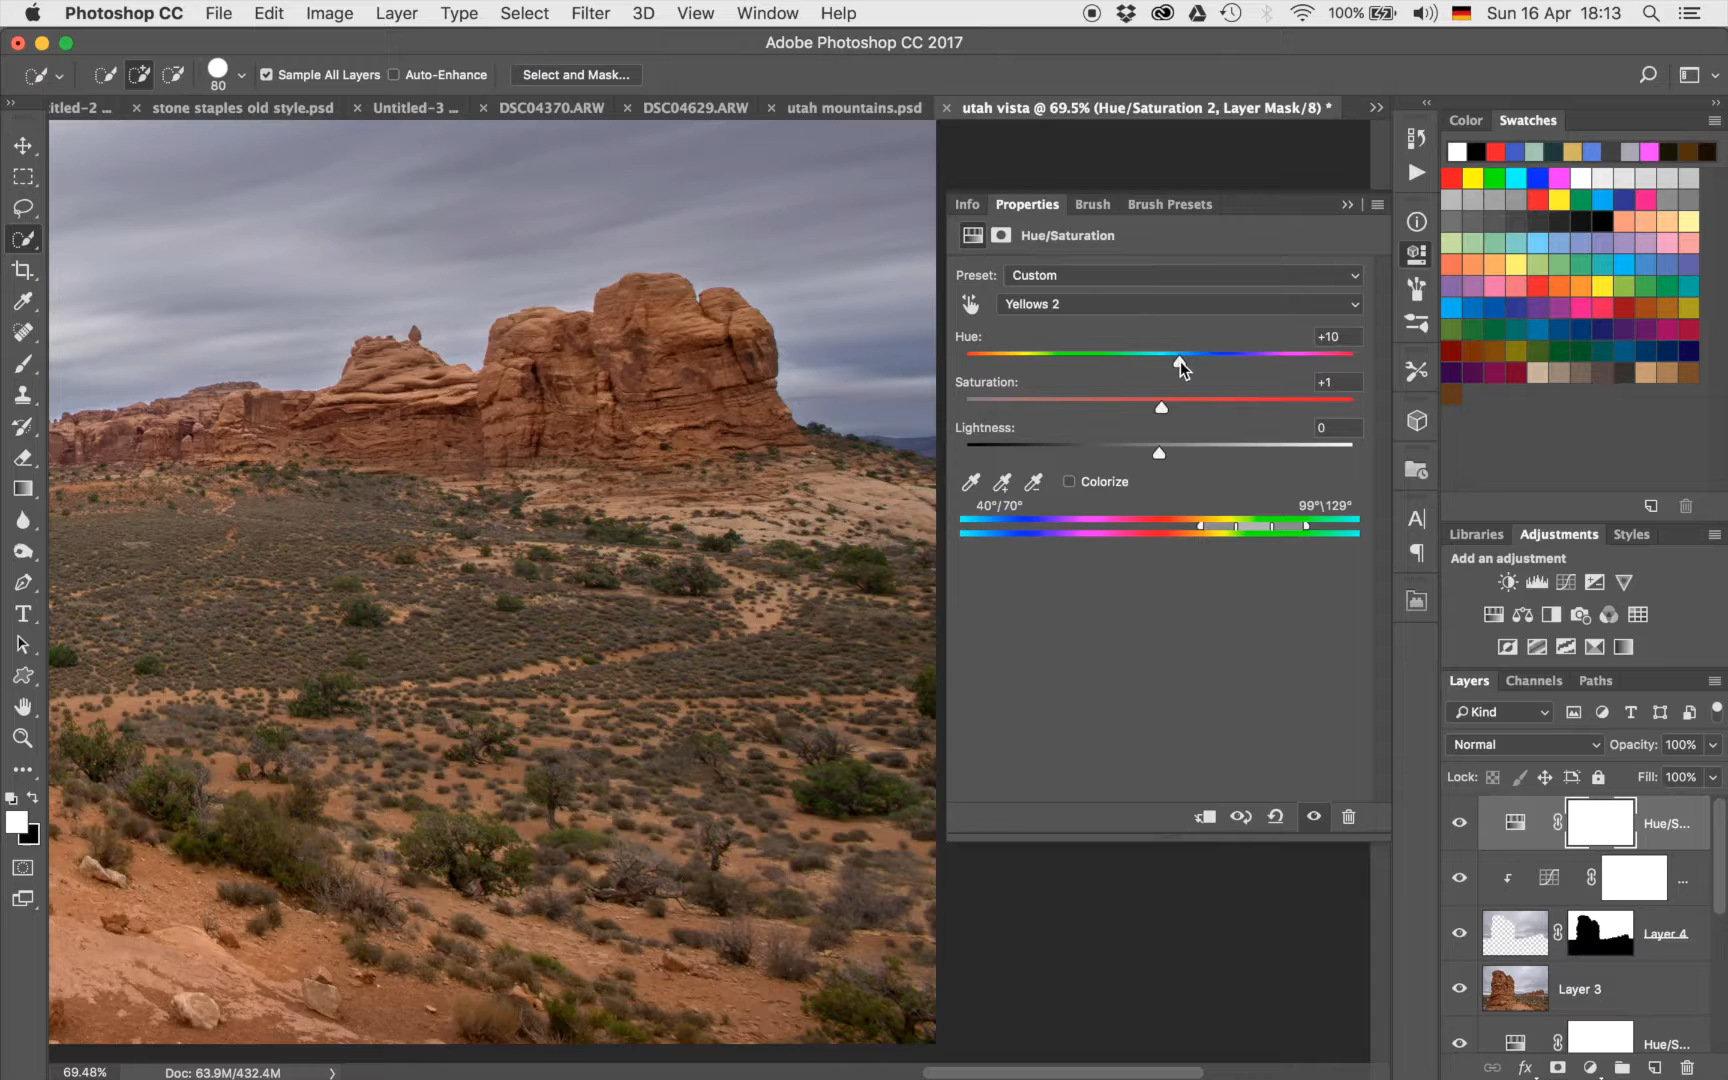 Photoshop CC File Edit Image Layer Type Select Filter 3D View Window Help 100% Sun 16 Apr 18:13
Adobe Photoshop CC 2017
80 Sample All Layers Auto-Enhance Select and Mask...
itled-2 ... stone staples old style.psd Untitled-3 ... DSC04370.ARW DSC04629.ARW utah mountains.psd utah vista @ 69.5% (Hue/Saturation 2, Layer Mask/8) *
Color Swatches
Info Properties Brush Brush Presets
Hue/Saturation
Preset: Custom
Yellows 2
Hue: +10
Saturation: +1
Lightness: 0
Colorize
40°/70° 99°\129°
Libraries Adjustments Styles
Add an adjustment
Layers Channels Paths
Kind
Normal Opacity: 100%
Lock: Fill: 100%
Hue/S...
...
Layer 4
Layer 3
Hue/S...
fx
69.48% Doc: 63.9M/432.4M